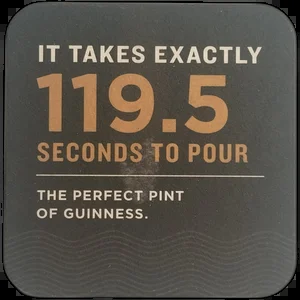 IT TAKES EXACTLY
119.5
SECONDS TO POUR
THE PERFECT PINT
OF GUINNESS.